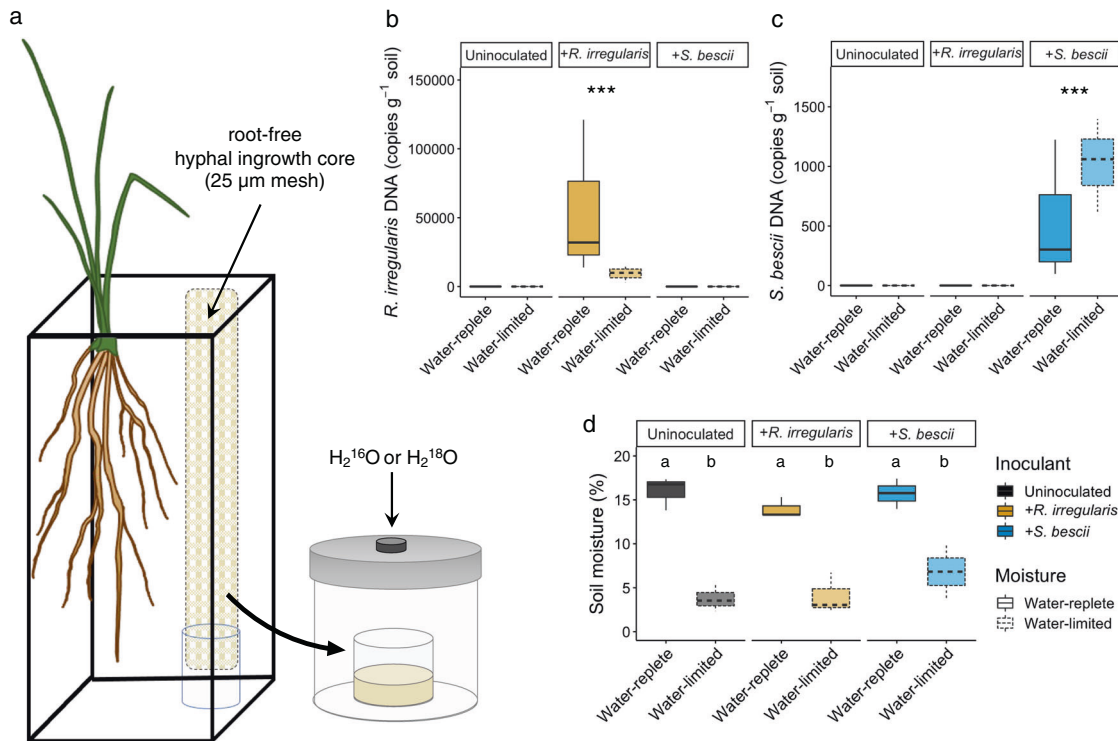 a
root-free
hyphal ingrowth core
(25 µm mesh)
H₂¹⁶O or H₂¹⁸O
b
Uninoculated
+R. irregularis
+S. bescii
R. irregularis DNA (copies g⁻¹ soil)
150000
100000
50000
0
***
Water-replete
Water-limited
Water-replete
Water-limited
Water-replete
Water-limited
c
Uninoculated
+R. irregularis
+S. bescii
S. bescii DNA (copies g⁻¹ soil)
1500
1000
500
0
***
Water-replete
Water-limited
Water-replete
Water-limited
Water-replete
Water-limited
d
Uninoculated
+R. irregularis
+S. bescii
Soil moisture (%)
20
15
10
5
0
a b a b a b
Water-replete
Water-limited
Water-replete
Water-limited
Water-replete
Water-limited
Inoculant
Uninoculated
+R. irregularis
+S. bescii
Moisture
Water-replete
Water-limited